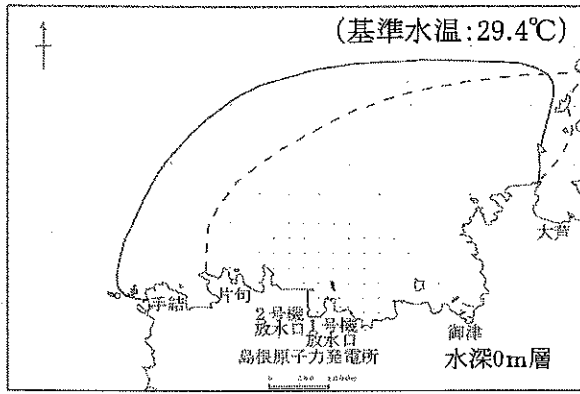 (基準水温:29.4℃)
大芦
手結
片句
2号機
放水口
1号機
放水口
御津
島根原子力発電所
水深0m層